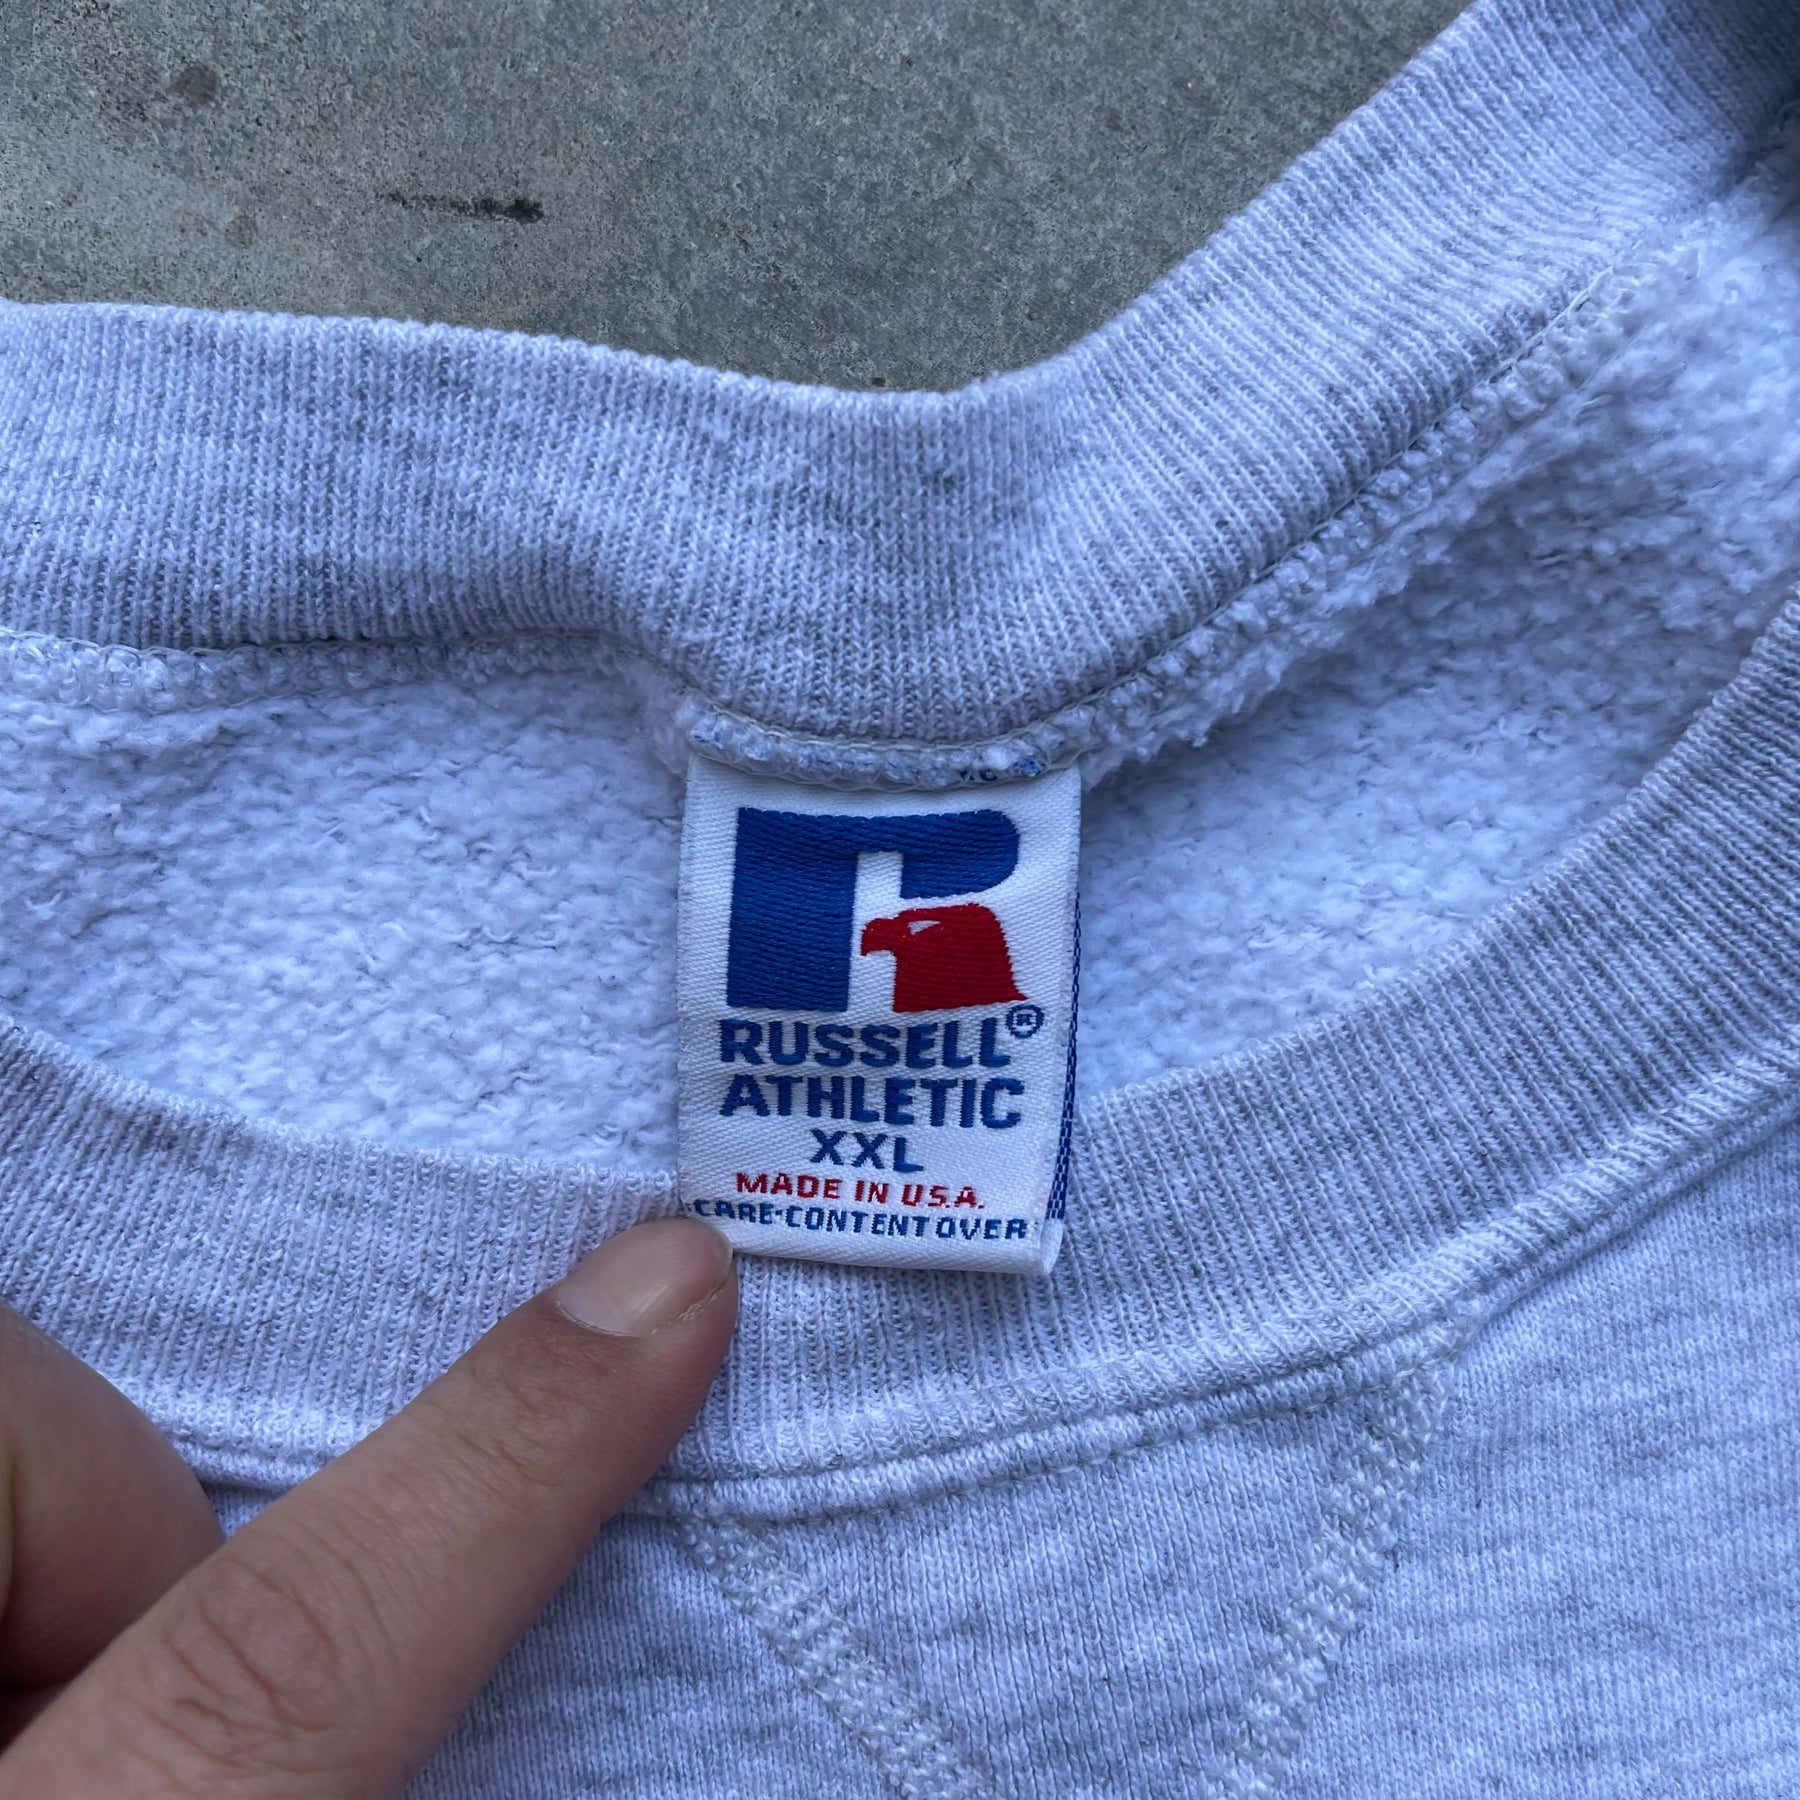 RUSSELL®
ATHLETIC
XXL
MADE IN U.S.A.
·CARE·CONTENT OVER